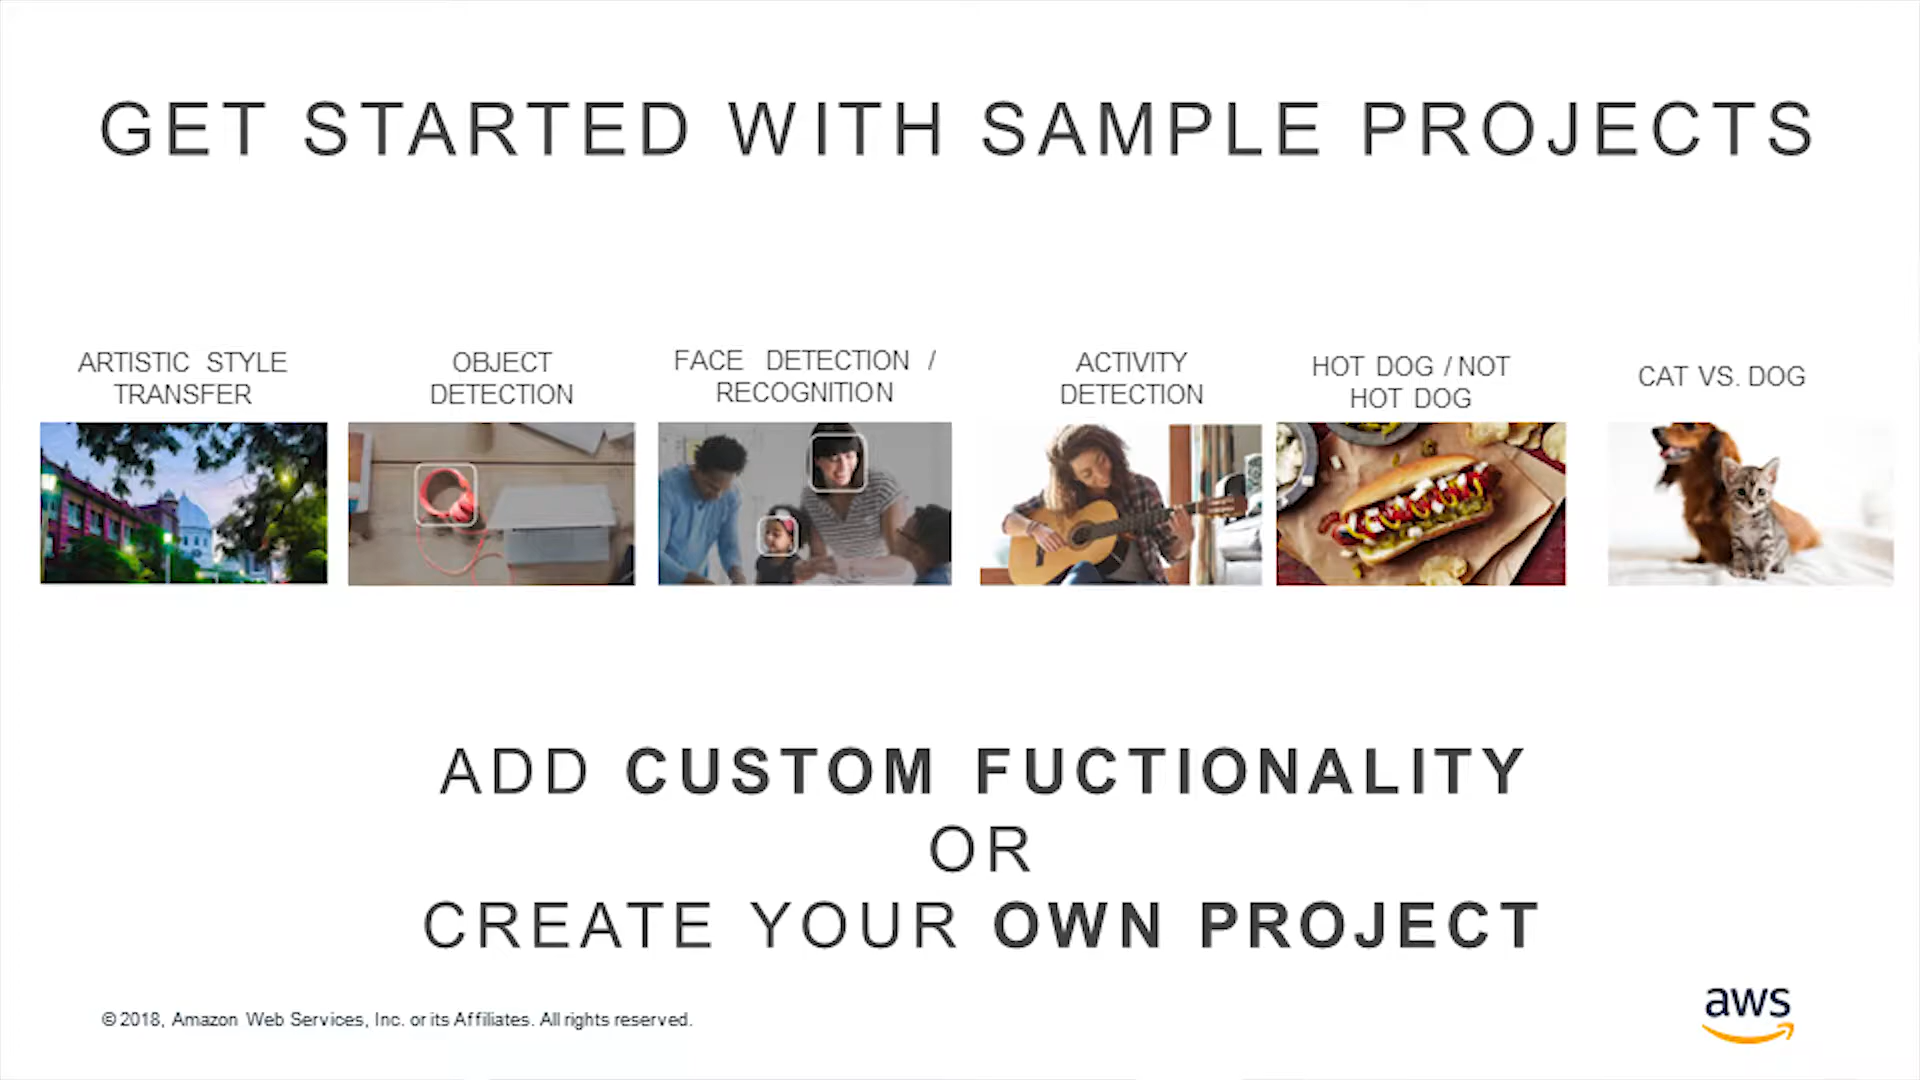 GET STARTED WITH SAMPLE PROJECTS
ARTISTIC STYLE
TRANSFER
OBJECT
DETECTION
FACE DETECTION /
RECOGNITION
ACTIVITY
DETECTION
HOT DOG / NOT
HOT DOG
CAT VS. DOG
ADD CUSTOM FUCTIONALITY
OR
CREATE YOUR OWN PROJECT
© 2018, Amazon Web Services, Inc. or its Affiliates. All rights reserved.
aws